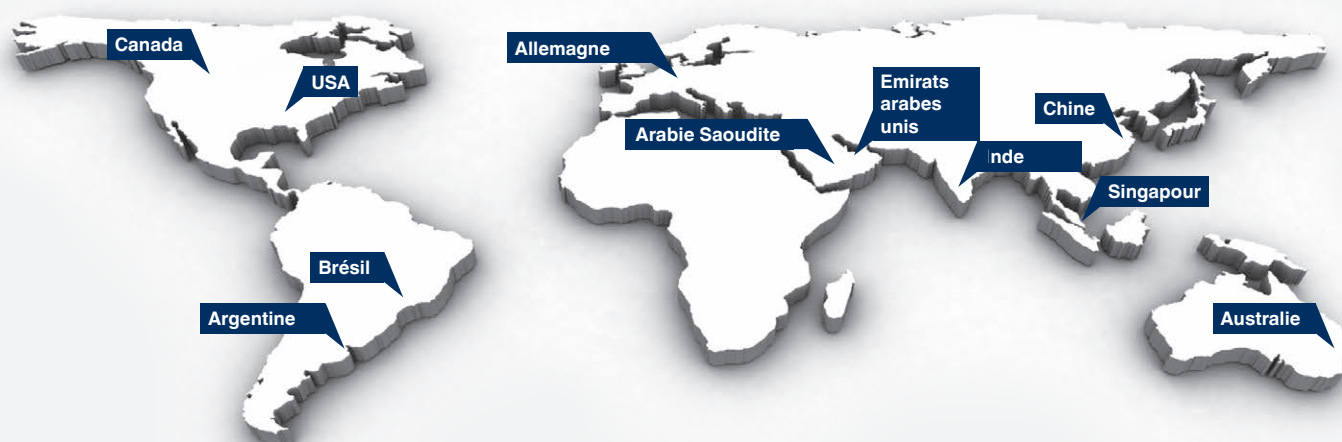 Canada
USA
Allemagne
Emirats
arabes
unis
Arabie Saoudite
Chine
Inde
Singapour
Brésil
Argentine
Australie